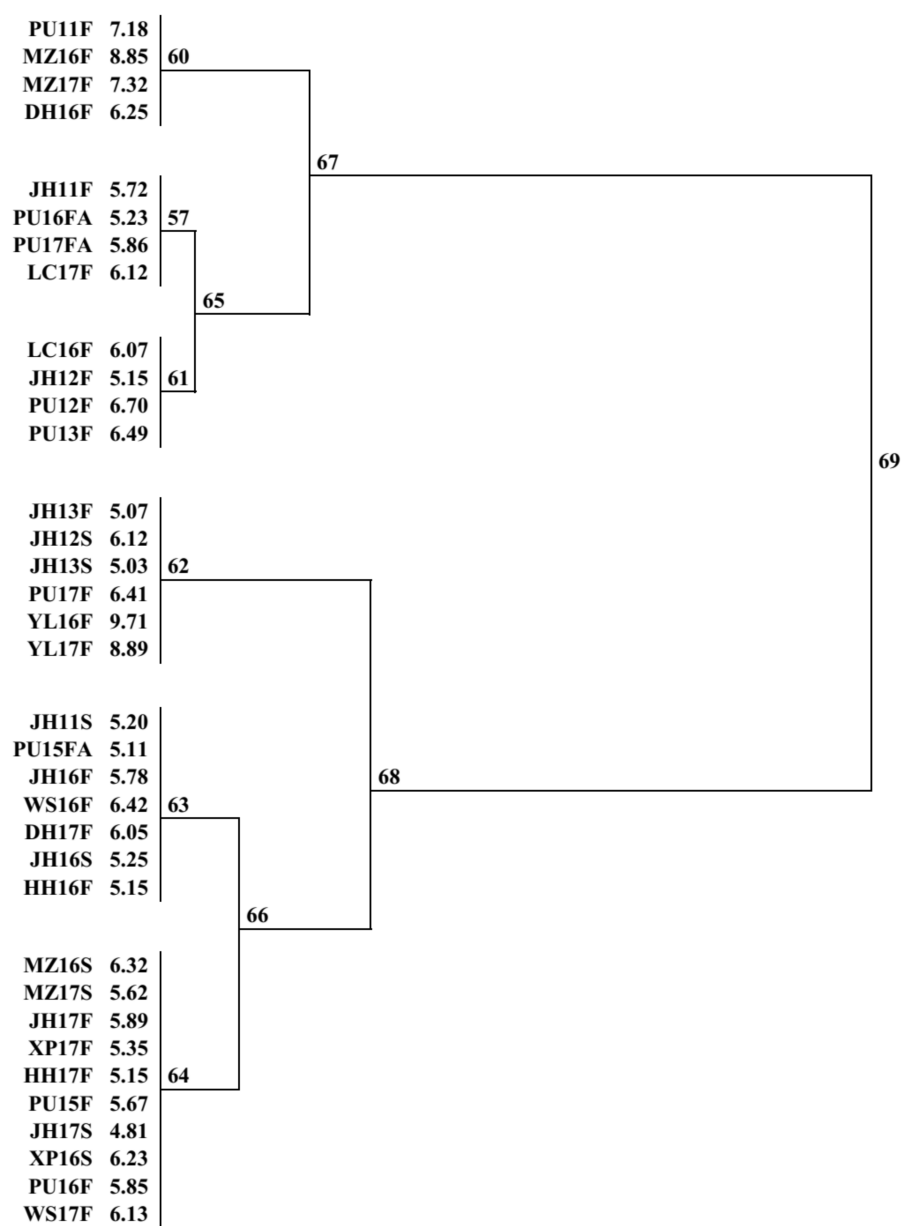 PU11F 7.18
MZ16F 8.85 60
MZ17F 7.32
DH16F 6.25
67
JH11F 5.72
PU16FA 5.23 57
PU17FA 5.86
LC17F 6.12
65
LC16F 6.07
JH12F 5.15 61
PU12F 6.70
PU13F 6.49
69
JH13F 5.07
JH12S 6.12
JH13S 5.03 62
PU17F 6.41
YL16F 9.71
YL17F 8.89
JH11S 5.20
PU15FA 5.11
JH16F 5.78 68
WS16F 6.42 63
DH17F 6.05
JH16S 5.25
HH16F 5.15
66
MZ16S 6.32
MZ17S 5.62
JH17F 5.89
XP17F 5.35
HH17F 5.15 64
PU15F 5.67
JH17S 4.81
XP16S 6.23
PU16F 5.85
WS17F 6.13